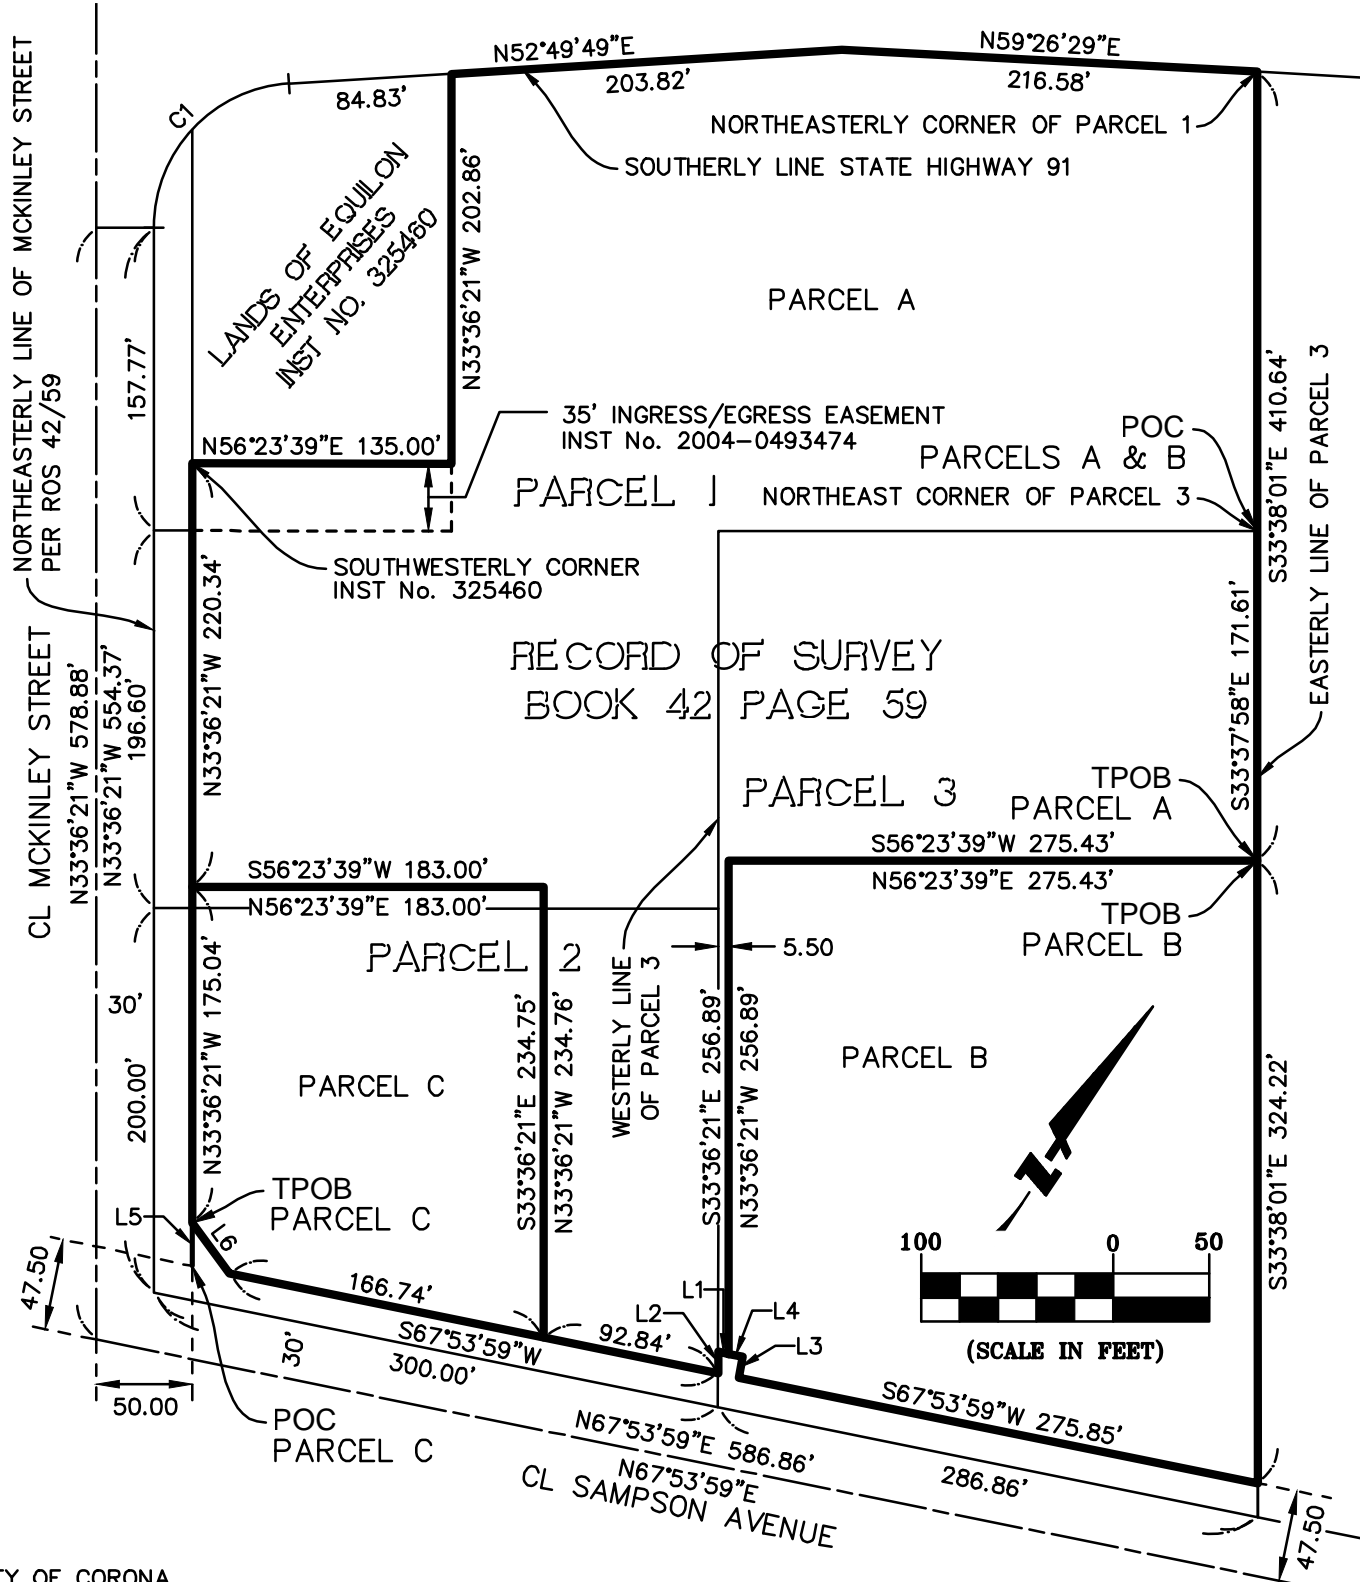 N52°49'49"E
203.82'
N59°26'29"E
216.58'
84.83'
C1
NORTHEASTERLY CORNER OF PARCEL 1
SOUTHERLY LINE STATE HIGHWAY 91
NORTHEASTERLY LINE OF MCKINLEY STREET
PER ROS 42/59
LANDS OF EQUILON
ENTERPRISES
INST NO. 325460
N33°36'21"W 202.86'
PARCEL A
157.77'
N56°23'39"E 135.00'
35' INGRESS/EGRESS EASEMENT
INST No. 2004-0493474
POC
PARCELS A & B
PARCEL 1
NORTHEAST CORNER OF PARCEL 3
S33°38'01"E 410.64'
EASTERLY LINE OF PARCEL 3
SOUTHWESTERLY CORNER
INST No. 325460
N33°36'21"W 220.34'
RECORD OF SURVEY
BOOK 42 PAGE 59
S33°37'58"E 171.61'
CL MCKINLEY STREET
N33°36'21"W 578.88'
N33°36'21"W 554.37'
196.60'
PARCEL 3
TPOB
PARCEL A
S56°23'39"W 275.43'
N56°23'39"E 275.43'
TPOB
PARCEL B
S56°23'39"W 183.00'
N56°23'39"E 183.00'
PARCEL 2
5.50
WESTERLY LINE
OF PARCEL 3
30'
200.00'
N33°36'21"W 175.04'
S33°36'21"E 234.75'
N33°36'21"W 234.76'
S33°36'21"E 256.89'
N33°36'21"W 256.89'
PARCEL C
PARCEL B
S33°38'01"E 324.22'
N
TPOB
PARCEL C
L5
L6
47.50
166.74'
S67°53'59"W
300.00'
92.84'
L1
L2
L4
L3
100 0 50
(SCALE IN FEET)
30'
50.00
POC
PARCEL C
S67°53'59"W 275.85'
N67°53'59"E 586.86'
N67°53'59"E
286.86'
CL SAMPSON AVENUE
47.50
TY OF CORONA